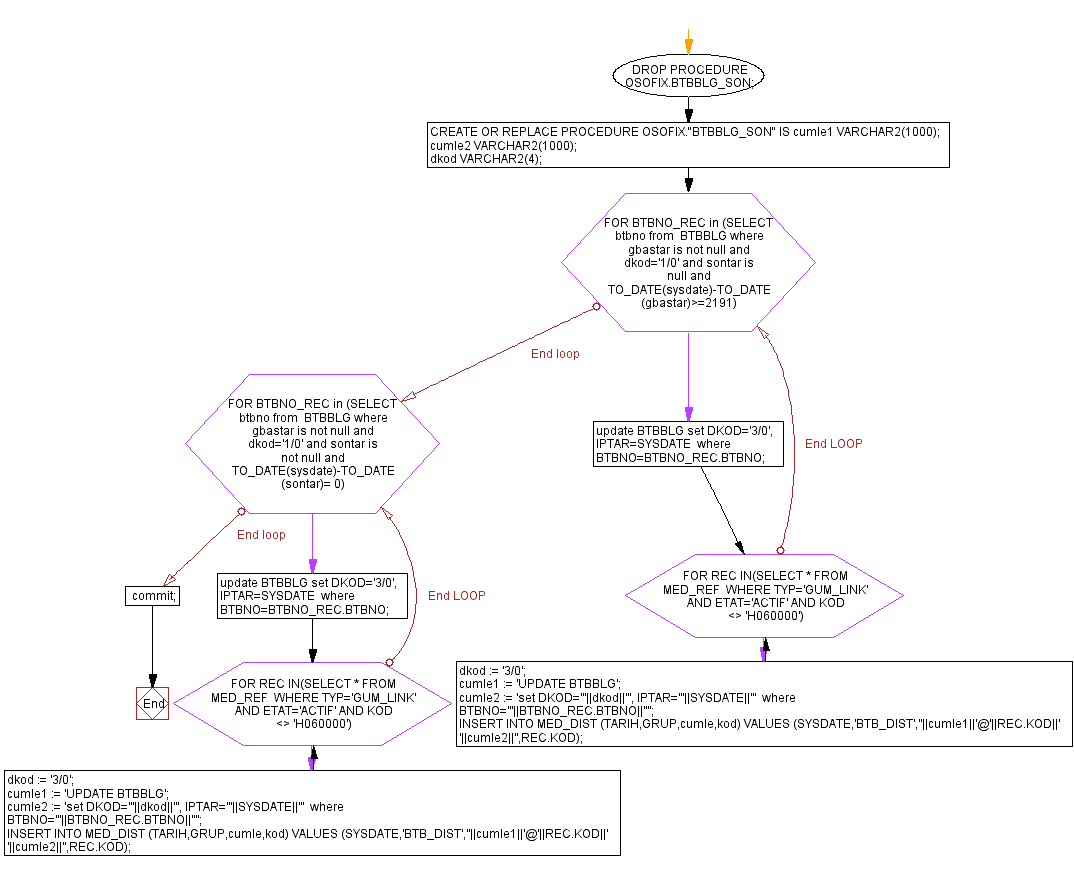 DROP PROCEDURE
OSOFIX.BTBBLG_SON;
CREATE OR REPLACE PROCEDURE OSOFIX."BTBBLG_SON" IS cumle1 VARCHAR2(1000);
cumle2 VARCHAR2(1000);
dkod VARCHAR2(4);
FOR BTBNO_REC in (SELECT
btbno from BTBBLG where
gbastar is not null and
dkod='1/0' and sontar is
null and
TO_DATE(sysdate)-TO_DATE
(gbastar)>=2191)
End loop
FOR BTBNO_REC in (SELECT
btbno from BTBBLG where
gbastar is not null and
dkod='1/0' and sontar is
not null and
TO_DATE(sysdate)-TO_DATE
(sontar)= 0)
update BTBBLG set DKOD='3/0',
IPTAR=SYSDATE where
BTBNO=BTBNO_REC.BTBNO;
End LOOP
FOR REC IN(SELECT * FROM
MED_REF WHERE TYP='GUM_LINK'
AND ETAT='ACTIF' AND KOD
<> 'H060000')
dkod := '3/0';
cumle1 := 'UPDATE BTBBLG';
cumle2 := 'set DKOD='"||dkod||"', IPTAR='"||SYSDATE||"' where
BTBNO='"||BTBNO_REC.BTBNO||"";
INSERT INTO MED_DIST (TARIH,GRUP,cumle,kod) VALUES (SYSDATE,'BTB_DIST',''||cumle1||'@'||REC.KOD||'
'||cumle2||'',REC.KOD);
End loop
commit;
End
update BTBBLG set DKOD='3/0',
IPTAR=SYSDATE where
BTBNO=BTBNO_REC.BTBNO;
End LOOP
FOR REC IN(SELECT * FROM
MED_REF WHERE TYP='GUM_LINK'
AND ETAT='ACTIF' AND KOD
<> 'H060000')
dkod := '3/0';
cumle1 := 'UPDATE BTBBLG';
cumle2 := 'set DKOD='"||dkod||"', IPTAR='"||SYSDATE||"' where
BTBNO='"||BTBNO_REC.BTBNO||"";
INSERT INTO MED_DIST (TARIH,GRUP,cumle,kod) VALUES (SYSDATE,'BTB_DIST',''||cumle1||'@'||REC.KOD||'
'||cumle2||'',REC.KOD);